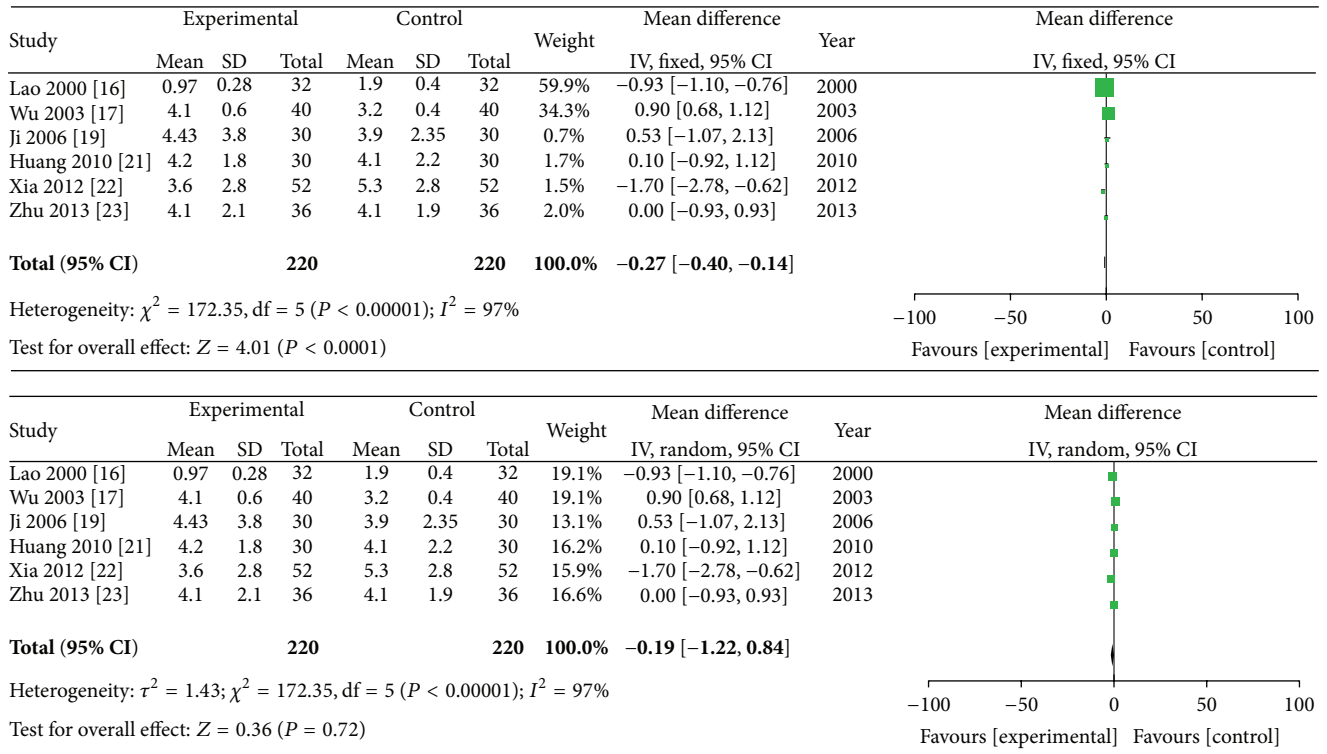 Experimental Control Mean difference Mean difference
Study Weight Year
Mean SD Total Mean SD Total IV, fixed, 95% CI IV, fixed, 95% CI
Lao 2000 [16] 0.97 0.28 32 1.9 0.4 32 59.9% −0.93 [−1.10, −0.76] 2000
Wu 2003 [17] 4.1 0.6 40 3.2 0.4 40 34.3% 0.90 [0.68, 1.12] 2003
Ji 2006 [19] 4.43 3.8 30 3.9 2.35 30 0.7% 0.53 [−1.07, 2.13] 2006
Huang 2010 [21] 4.2 1.8 30 4.1 2.2 30 1.7% 0.10 [−0.92, 1.12] 2010
Xia 2012 [22] 3.6 2.8 52 5.3 2.8 52 1.5% −1.70 [−2.78, −0.62] 2012
Zhu 2013 [23] 4.1 2.1 36 4.1 1.9 36 2.0% 0.00 [−0.93, 0.93] 2013
Total (95% CI) 220 220 100.0% −0.27 [−0.40, −0.14]
Heterogeneity: χ² = 172.35, df = 5 (P < 0.00001); I² = 97%
−100 −50 0 50 100
Test for overall effect: Z = 4.01 (P < 0.0001)
Favours [experimental] Favours [control]
Experimental Control Mean difference Mean difference
Study Weight Year
Mean SD Total Mean SD Total IV, random, 95% CI IV, random, 95% CI
Lao 2000 [16] 0.97 0.28 32 1.9 0.4 32 19.1% −0.93 [−1.10, −0.76] 2000
Wu 2003 [17] 4.1 0.6 40 3.2 0.4 40 19.1% 0.90 [0.68, 1.12] 2003
Ji 2006 [19] 4.43 3.8 30 3.9 2.35 30 13.1% 0.53 [−1.07, 2.13] 2006
Huang 2010 [21] 4.2 1.8 30 4.1 2.2 30 16.2% 0.10 [−0.92, 1.12] 2010
Xia 2012 [22] 3.6 2.8 52 5.3 2.8 52 15.9% −1.70 [−2.78, −0.62] 2012
Zhu 2013 [23] 4.1 2.1 36 4.1 1.9 36 16.6% 0.00 [−0.93, 0.93] 2013
Total (95% CI) 220 220 100.0% −0.19 [−1.22, 0.84]
Heterogeneity: τ² = 1.43; χ² = 172.35, df = 5 (P < 0.00001); I² = 97%
−100 −50 0 50 100
Test for overall effect: Z = 0.36 (P = 0.72)
Favours [experimental] Favours [control]